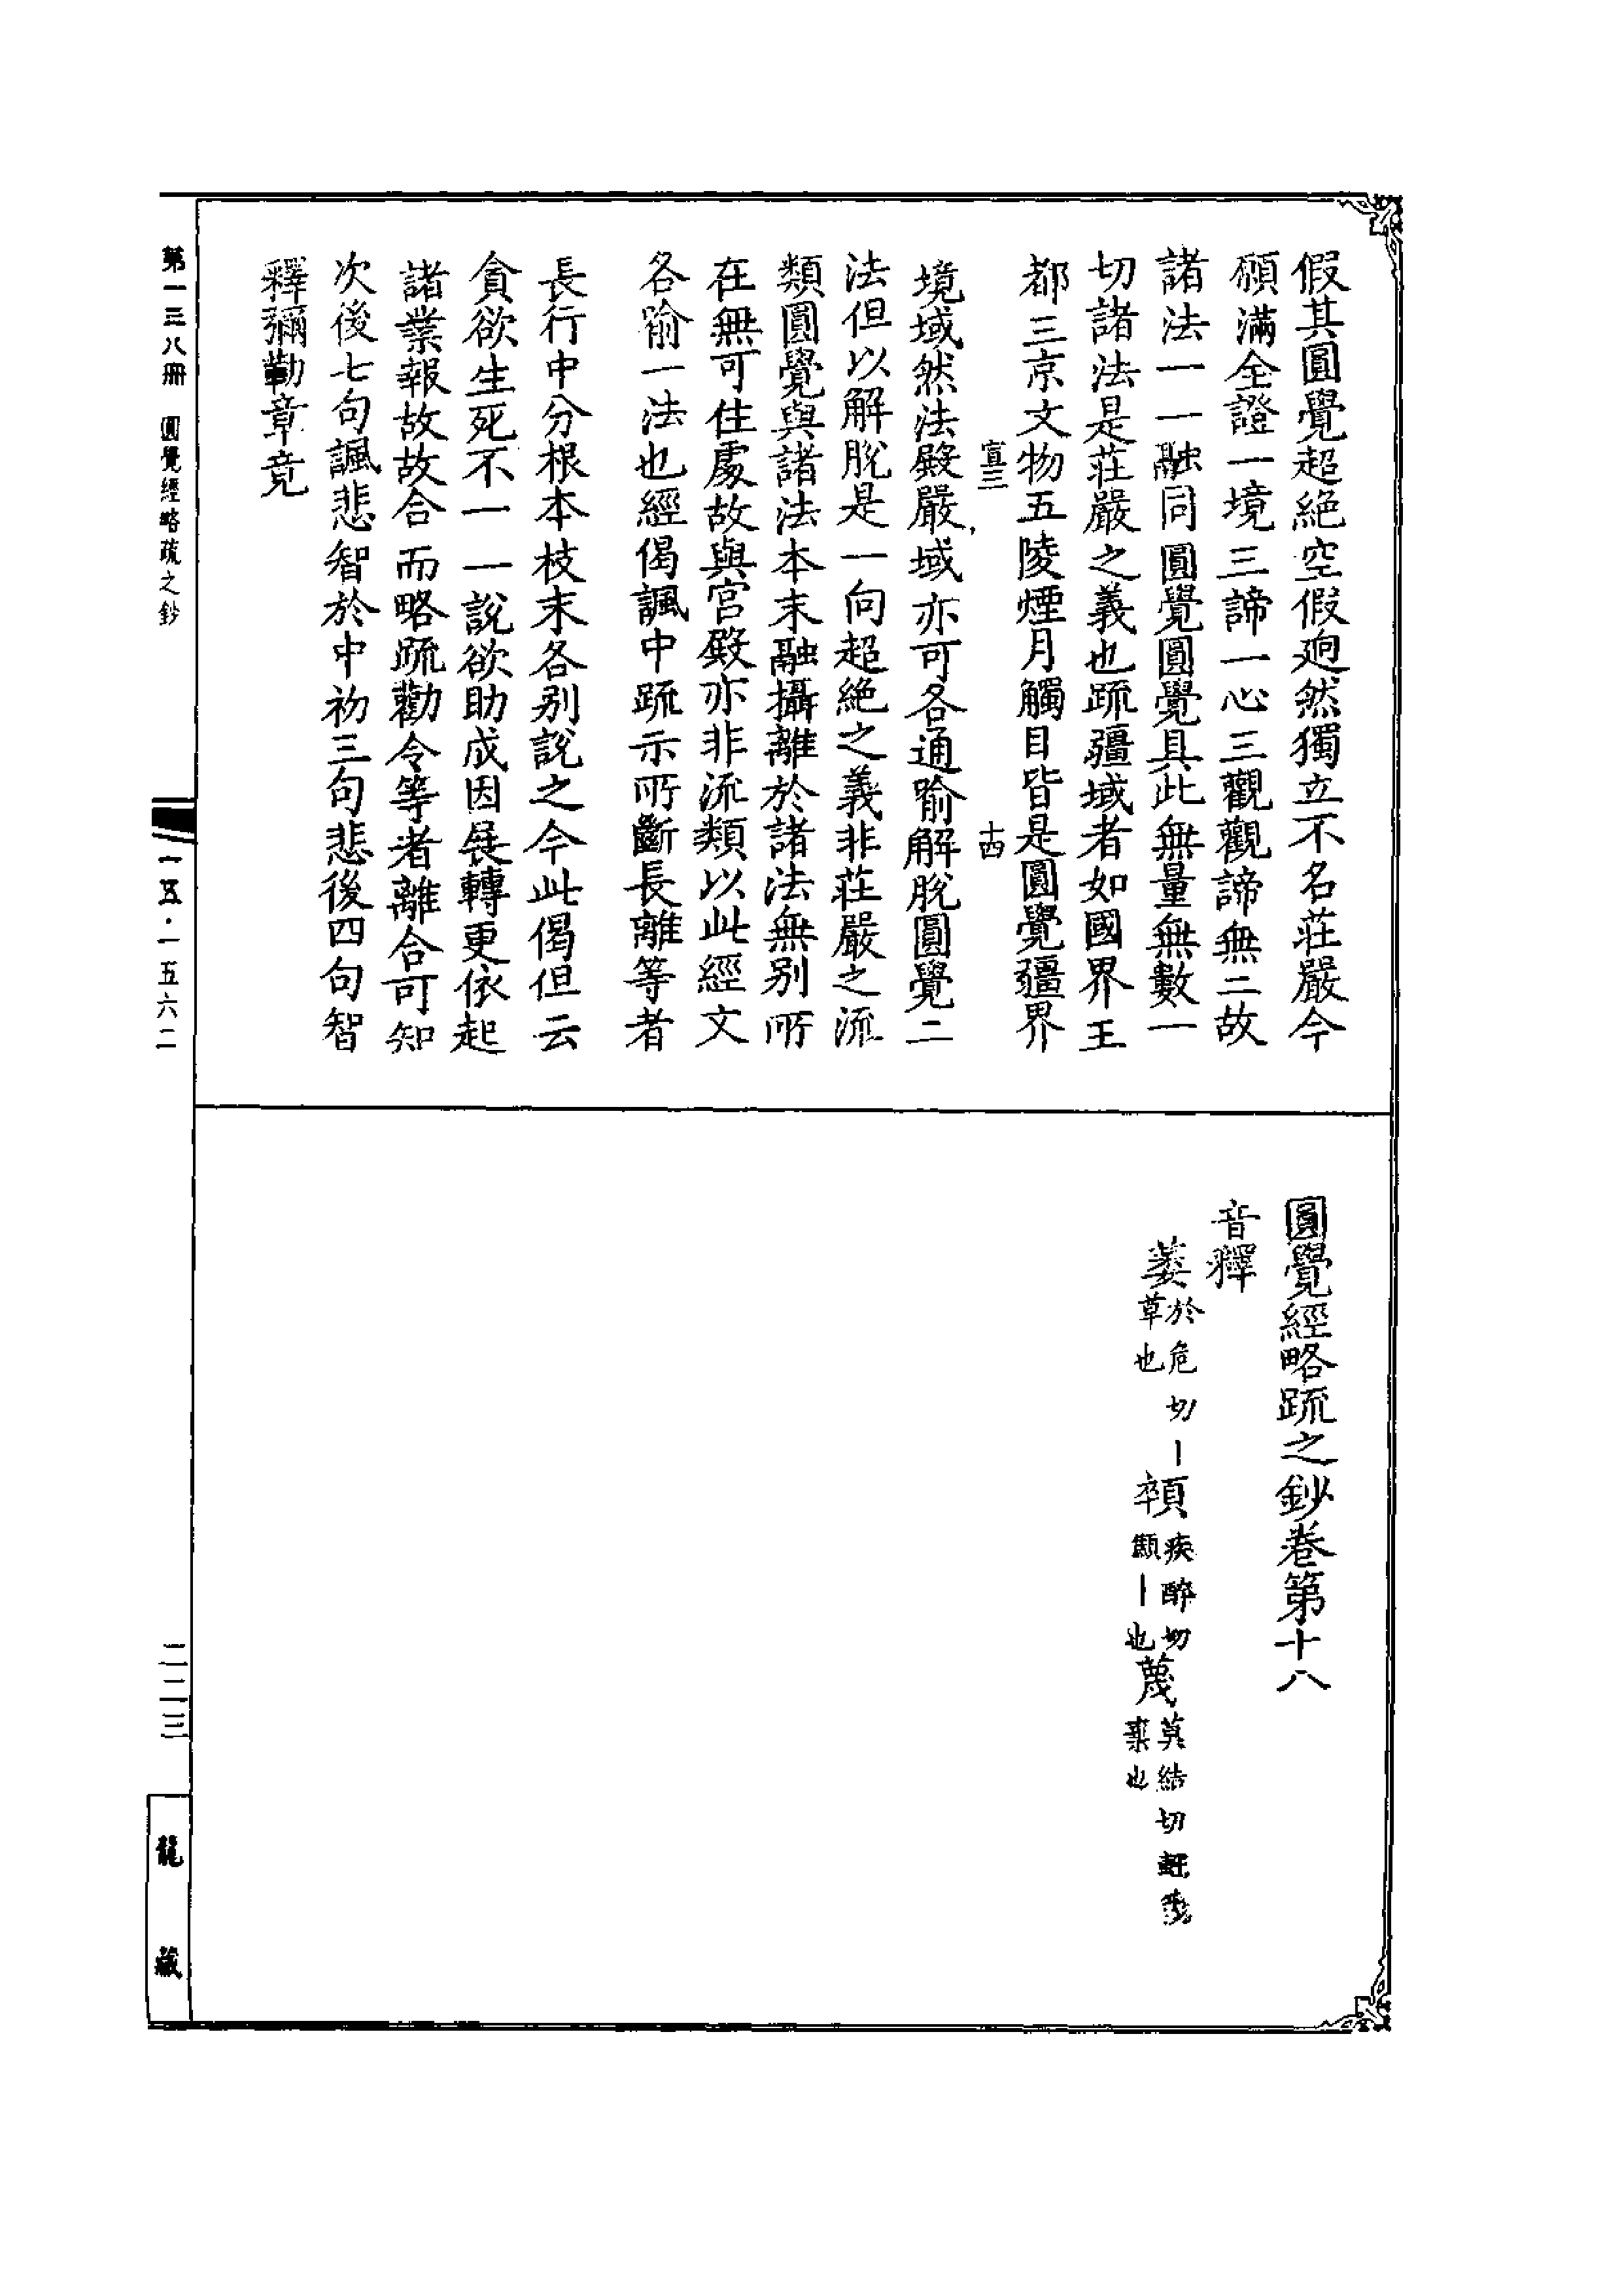 假其圓覺超絕空假逈然獨立不名莊嚴今
願滿全證一境三諦一心三觀觀諦無二故
諸法一一融同圓覺圓覺具此無量無數一
切諸法是莊嚴之義也疏疆域者如國界王
都三京文物五陵煙月觸目皆是圓覺疆界
宣三
十四
境域然法殿嚴域亦可各通喻解脫圓覺二
法但以解脫是一向超絕之義非莊嚴之流
類圓覺與諸法本末融攝離於諸法無別所
在無可住處故與宮殿亦非流類以此經文
各喻一法也經偈諷中疏示所斷長離等者
長行中分根本枝末各別說之今此偈但云
貪欲生死不一一說欲助成因展轉更依起
諸業報故故合而略疏勸令等者離合可知
次後七句諷悲智於中初三句悲後四句智
釋彌勒章竟
圓覺經略疏之鈔卷第十八
音釋
萎於危切丨草也
顇疾醉切顦丨也
蔑莫結切
棄也
第一三八冊 圓覺經略疏之鈔
一五·一五六二
二二三
龍藏